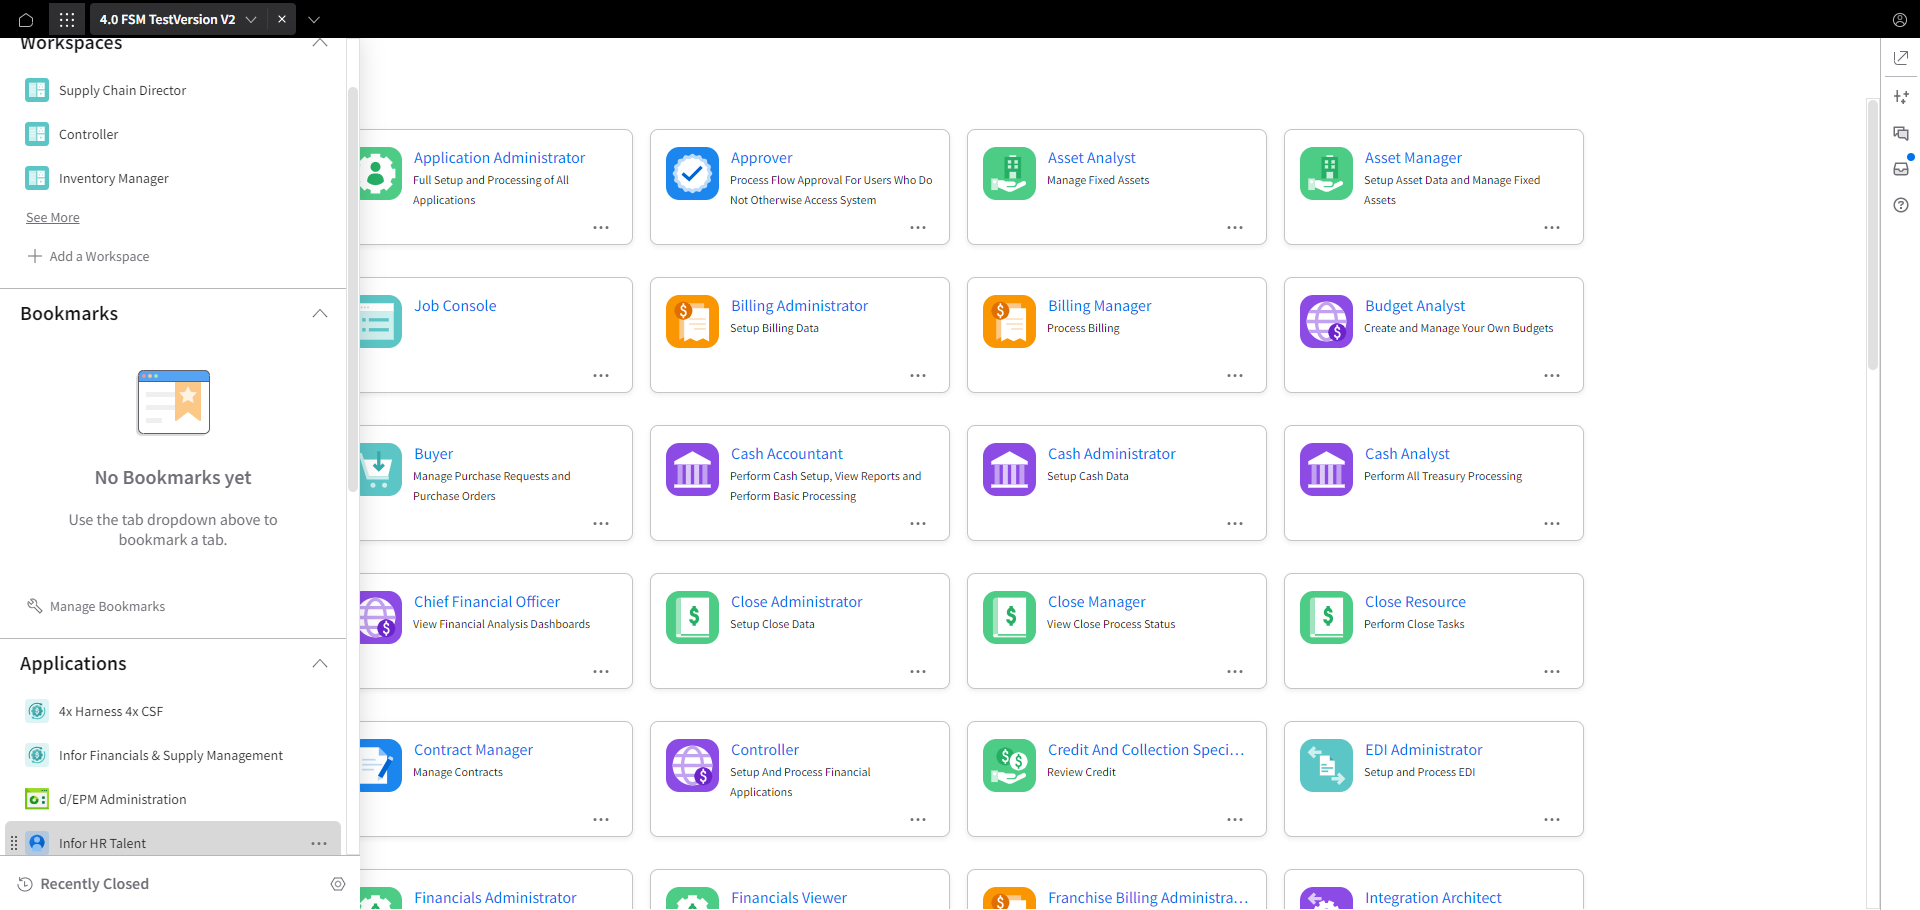 4.0 FSM TestVersion V2
Workspaces
Supply Chain Director
Controller
Inventory Manager
See More
Add a Workspace
Bookmarks
No Bookmarks yet
Use the tab dropdown above to
bookmark a tab.
Manage Bookmarks
Applications
4x Harness 4x CSF
Infor Financials & Supply Management
d/EPM Administration
Infor HR Talent
Recently Closed
Application Administrator
Full Setup and Processing of All
Applications
Approver
Process Flow Approval For Users Who Do
Not Otherwise Access System
Asset Analyst
Manage Fixed Assets
Asset Manager
Setup Asset Data and Manage Fixed
Assets
Job Console
Billing Administrator
Setup Billing Data
Billing Manager
Process Billing
Budget Analyst
Create and Manage Your Own Budgets
Buyer
Manage Purchase Requests and
Purchase Orders
Cash Accountant
Perform Cash Setup, View Reports and
Perform Basic Processing
Cash Administrator
Setup Cash Data
Cash Analyst
Perform All Treasury Processing
Chief Financial Officer
View Financial Analysis Dashboards
Close Administrator
Setup Close Data
Close Manager
View Close Process Status
Close Resource
Perform Close Tasks
Contract Manager
Manage Contracts
Controller
Setup And Process Financial
Applications
Credit And Collection Speci...
Review Credit
EDI Administrator
Setup and Process EDI
Financials Administrator
Financials Viewer
Franchise Billing Administra...
Integration Architect